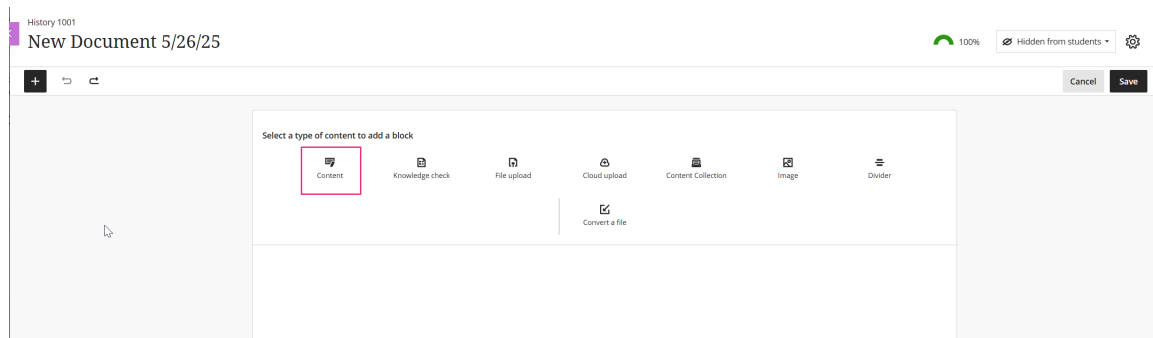 History 1001
New Document 5/26/25
100%
Hidden from students
Cancel
Save
Select a type of content to add a block
Content
Knowledge check
File upload
Cloud upload
Content Collection
Image
Divider
Convert a file